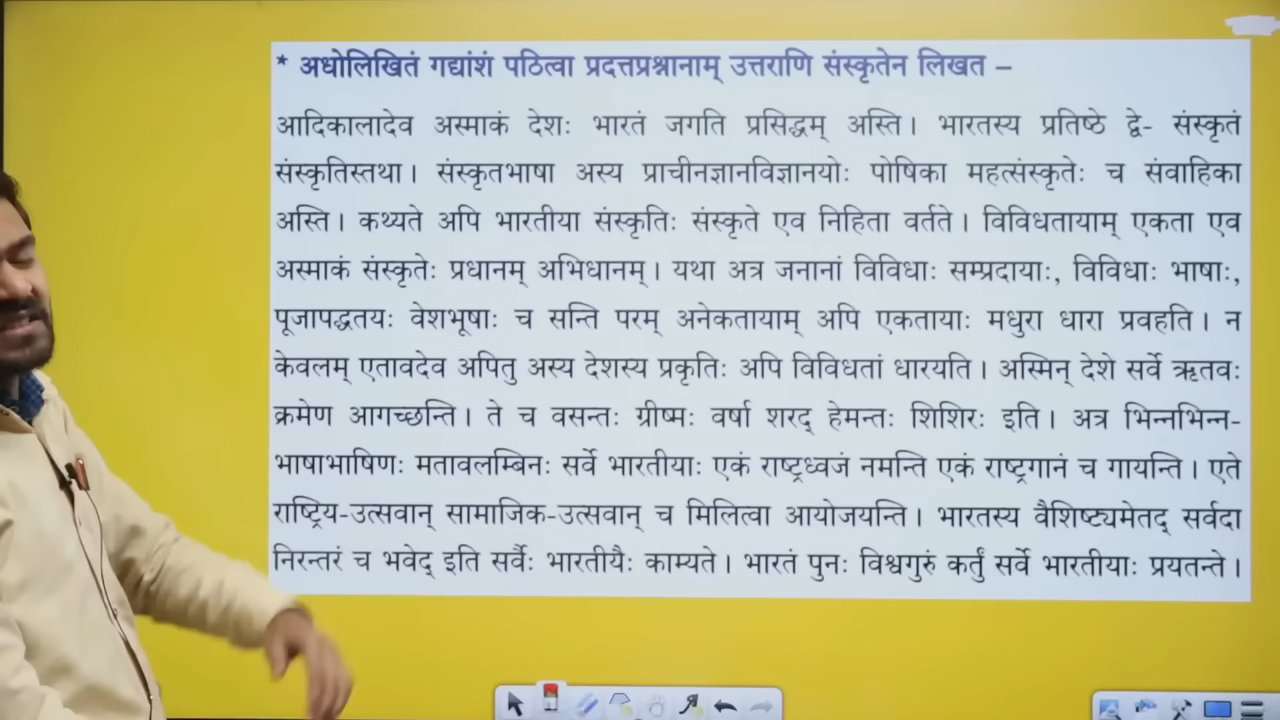 * अधोलिखितं गद्यांशं पठित्वा प्रदत्तप्रश्नानाम् उत्तराणि संस्कृतेन लिखत –
आदिकालादेव अस्माकं देशः भारतं जगति प्रसिद्धम् अस्ति। भारतस्य प्रतिष्ठे द्वे- संस्कृतं
संस्कृतिस्तथा। संस्कृतभाषा अस्य प्राचीनज्ञानविज्ञानयोः पोषिका महत्संस्कृतेः च संवाहिका
अस्ति। कथ्यते अपि भारतीया संस्कृतिः संस्कृते एव निहिता वर्तते। विविधतायाम् एकता एव
अस्माकं संस्कृतेः प्रधानम् अभिधानम्। यथा अत्र जनानां विविधाः सम्प्रदायाः, विविधाः भाषाः,
पूजापद्धतयः वेशभूषाः च सन्ति परम् अनेकतायाम् अपि एकतायाः मधुरा धारा प्रवहति। न
केवलम् एतावदेव अपितु अस्य देशस्य प्रकृतिः अपि विविधतां धारयति। अस्मिन् देशे सर्वे ऋतवः
क्रमेण आगच्छन्ति। ते च वसन्तः ग्रीष्मः वर्षा शरद् हेमन्तः शिशिरः इति। अत्र भिन्नभिन्न-
भाषाभाषिणः मतावलम्बिनः सर्वे भारतीयाः एकं राष्ट्रध्वजं नमन्ति एकं राष्ट्रगानं च गायन्ति। एते
राष्ट्रिय-उत्सवान् सामाजिक-उत्सवान् च मिलित्वा आयोजयन्ति। भारतस्य वैशिष्ट्यमेतद् सर्वदा
निरन्तरं च भवेद् इति सर्वैः भारतीयैः काम्यते। भारतं पुनः विश्वगुरुं कर्तुं सर्वे भारतीयाः प्रयतन्ते।